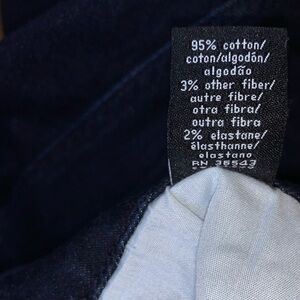 95% cotton/
coton/algodón/
algodão
3% other fiber/
autre fibre/
otra fibra/
outra fibra
2% elastane/
élasthanne/
elastano
RN 36543